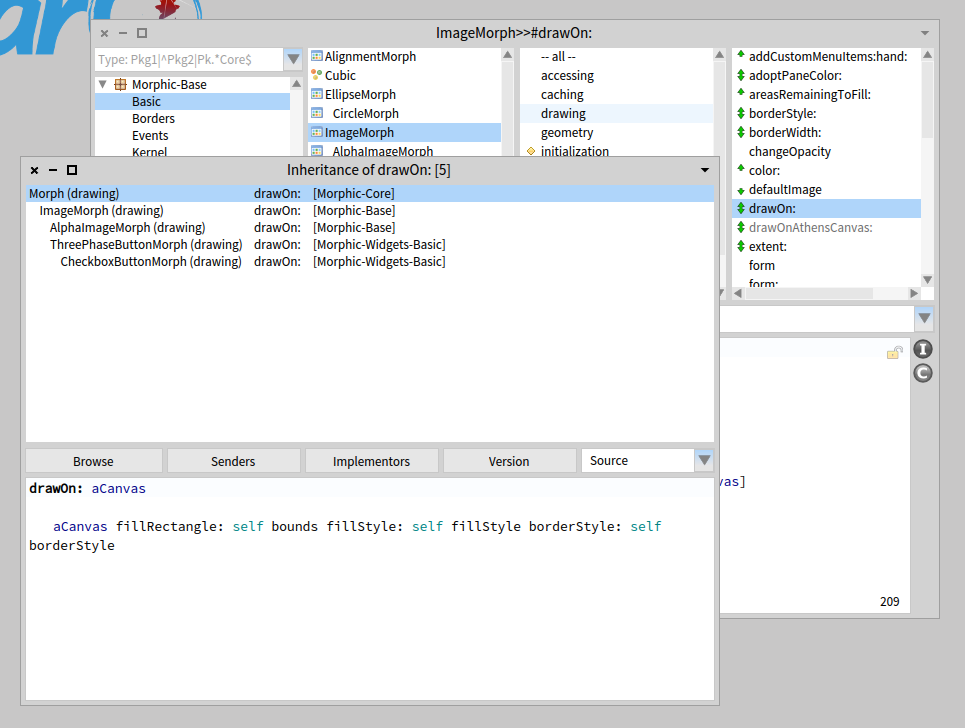 ar
ImageMorph>>#drawOn:
Type: Pkg1|^Pkg2|Pk.*Core$
Morphic-Base
Basic
Borders
Events
Kernel
AlignmentMorph
Cubic
EllipseMorph
CircleMorph
ImageMorph
AlphaImageMorph
-- all --
accessing
caching
drawing
geometry
initialization
addCustomMenuItems:hand:
adoptPaneColor:
areasRemainingToFill:
borderStyle:
borderWidth:
changeOpacity
color:
defaultImage
drawOn:
drawOnAthensCanvas:
extent:
form
form:
I
C
vas]
209
Inheritance of drawOn: [5]
Morph (drawing) drawOn: [Morphic-Core]
ImageMorph (drawing) drawOn: [Morphic-Base]
AlphaImageMorph (drawing) drawOn: [Morphic-Base]
ThreePhaseButtonMorph (drawing) drawOn: [Morphic-Widgets-Basic]
CheckboxButtonMorph (drawing) drawOn: [Morphic-Widgets-Basic]
Browse Senders Implementors Version Source
drawOn: aCanvas
aCanvas fillRectangle: self bounds fillStyle: self fillStyle borderStyle: self
borderStyle